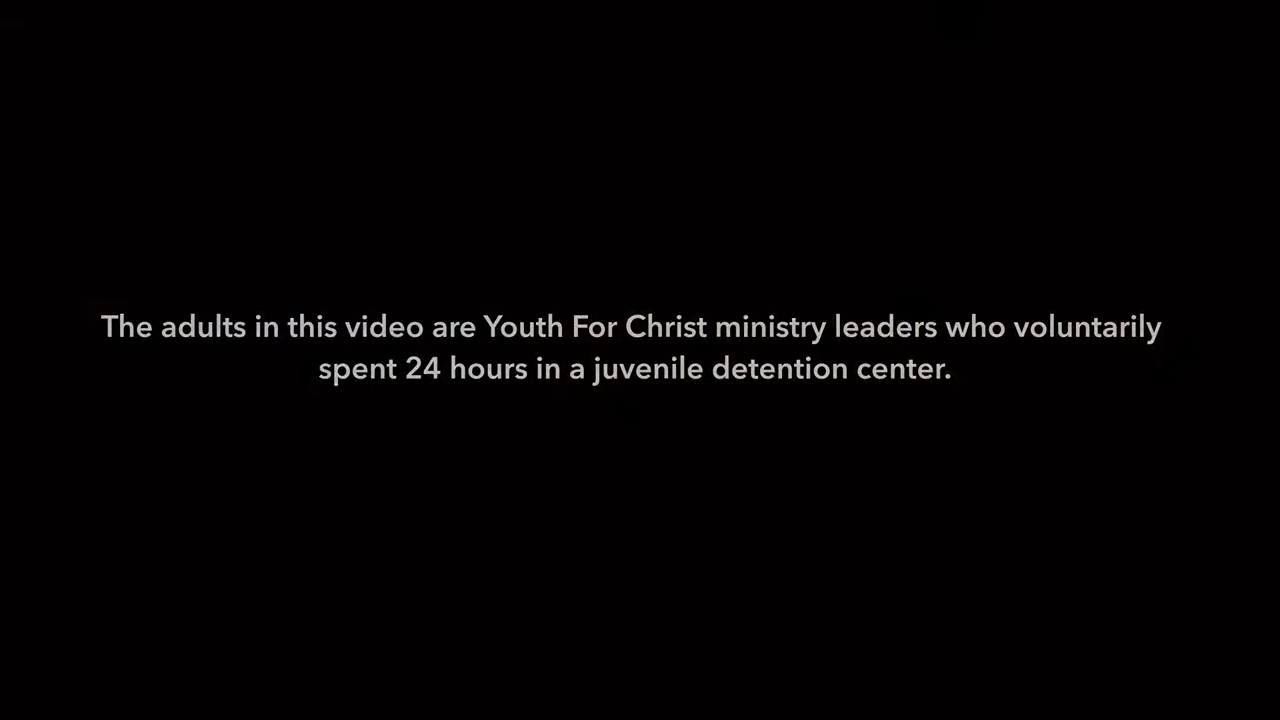 The adults in this video are Youth For Christ ministry leaders who voluntarily
spent 24 hours in a juvenile detention center.